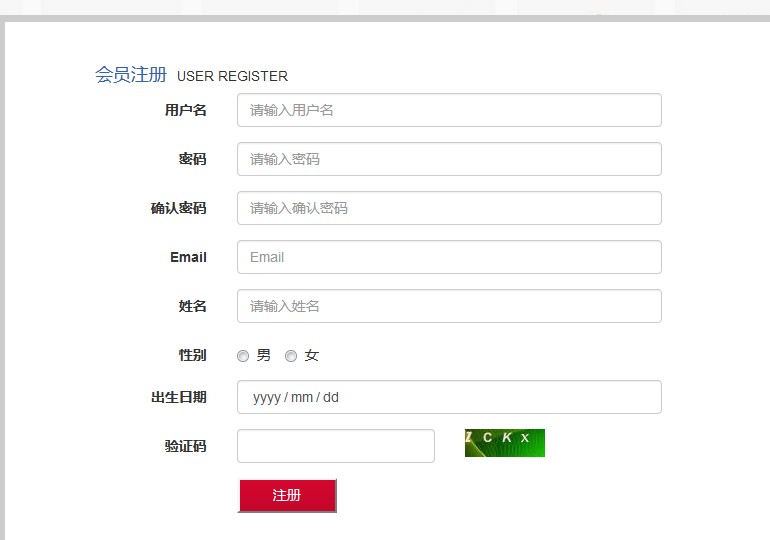 会员注册 USER REGISTER
用户名 请输入用户名
密码 请输入密码
确认密码 请输入确认密码
Email Email
姓名 请输入姓名
性别 男 女
出生日期 yyyy / mm / dd
验证码 Z C K X
注册